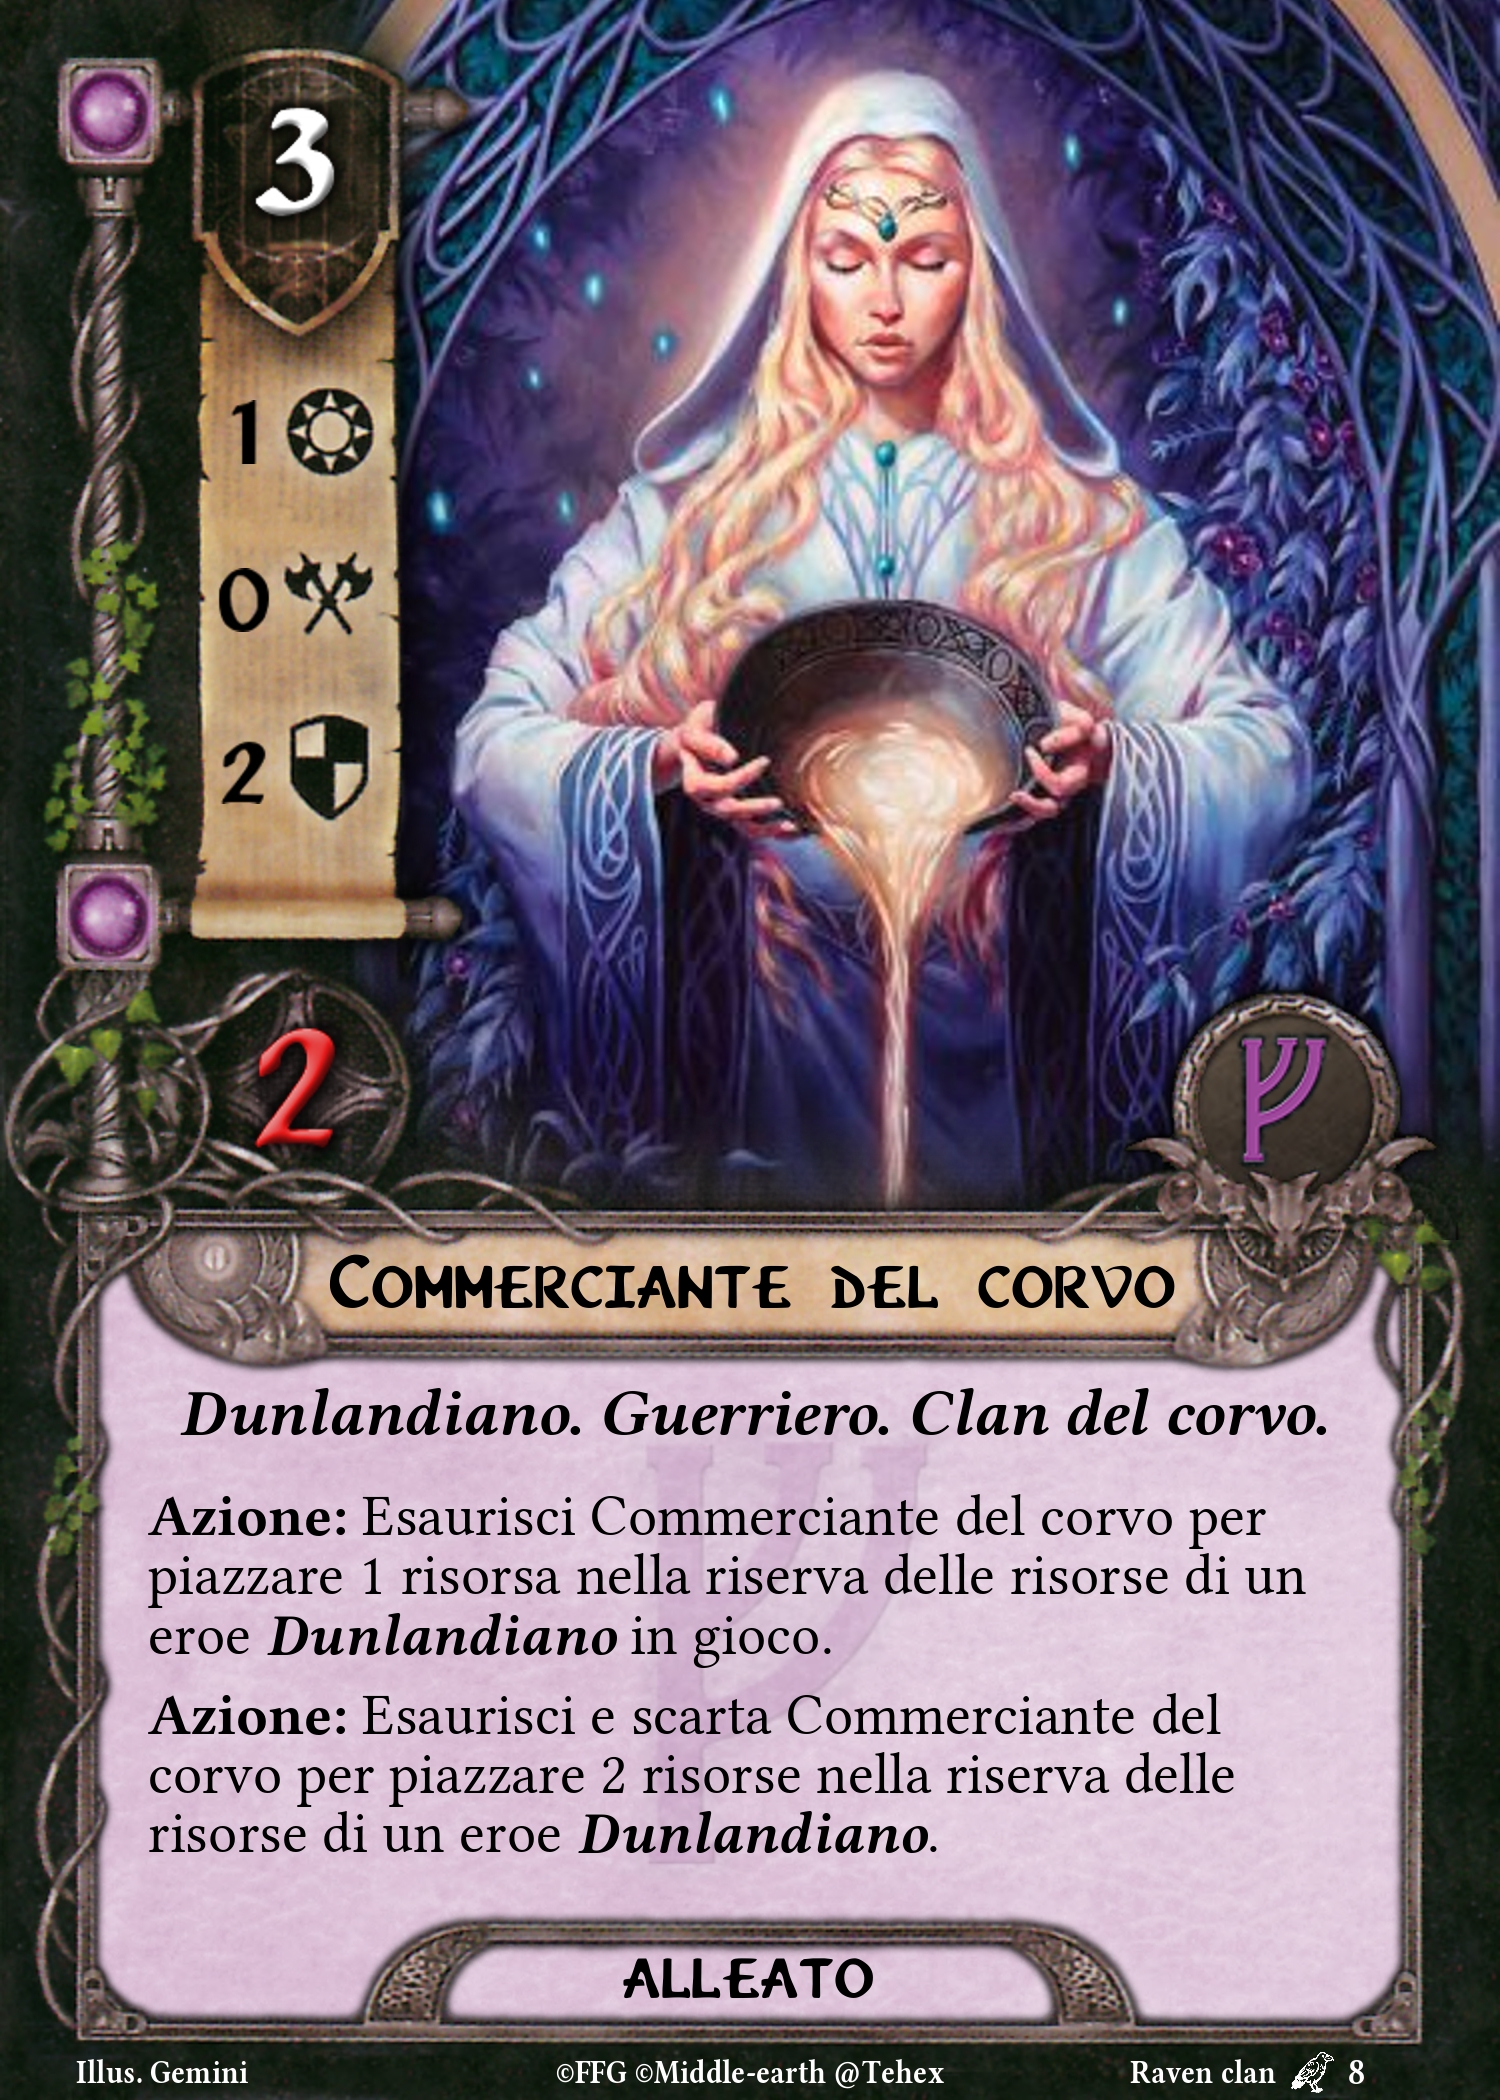 3
1
0
2
2
Commerciante del corvo
Dunlandiano. Guerriero. Clan del corvo.
Azione: Esaurisci Commerciante del corvo per
piazzare 1 risorsa nella riserva delle risorse di un
eroe Dunlandiano in gioco.
Azione: Esaurisci e scarta Commerciante del
corvo per piazzare 2 risorse nella riserva delle
risorse di un eroe Dunlandiano.
ALLEATO
Illus. Gemini ©FFG ©Middle-earth @Tehex Raven clan 8